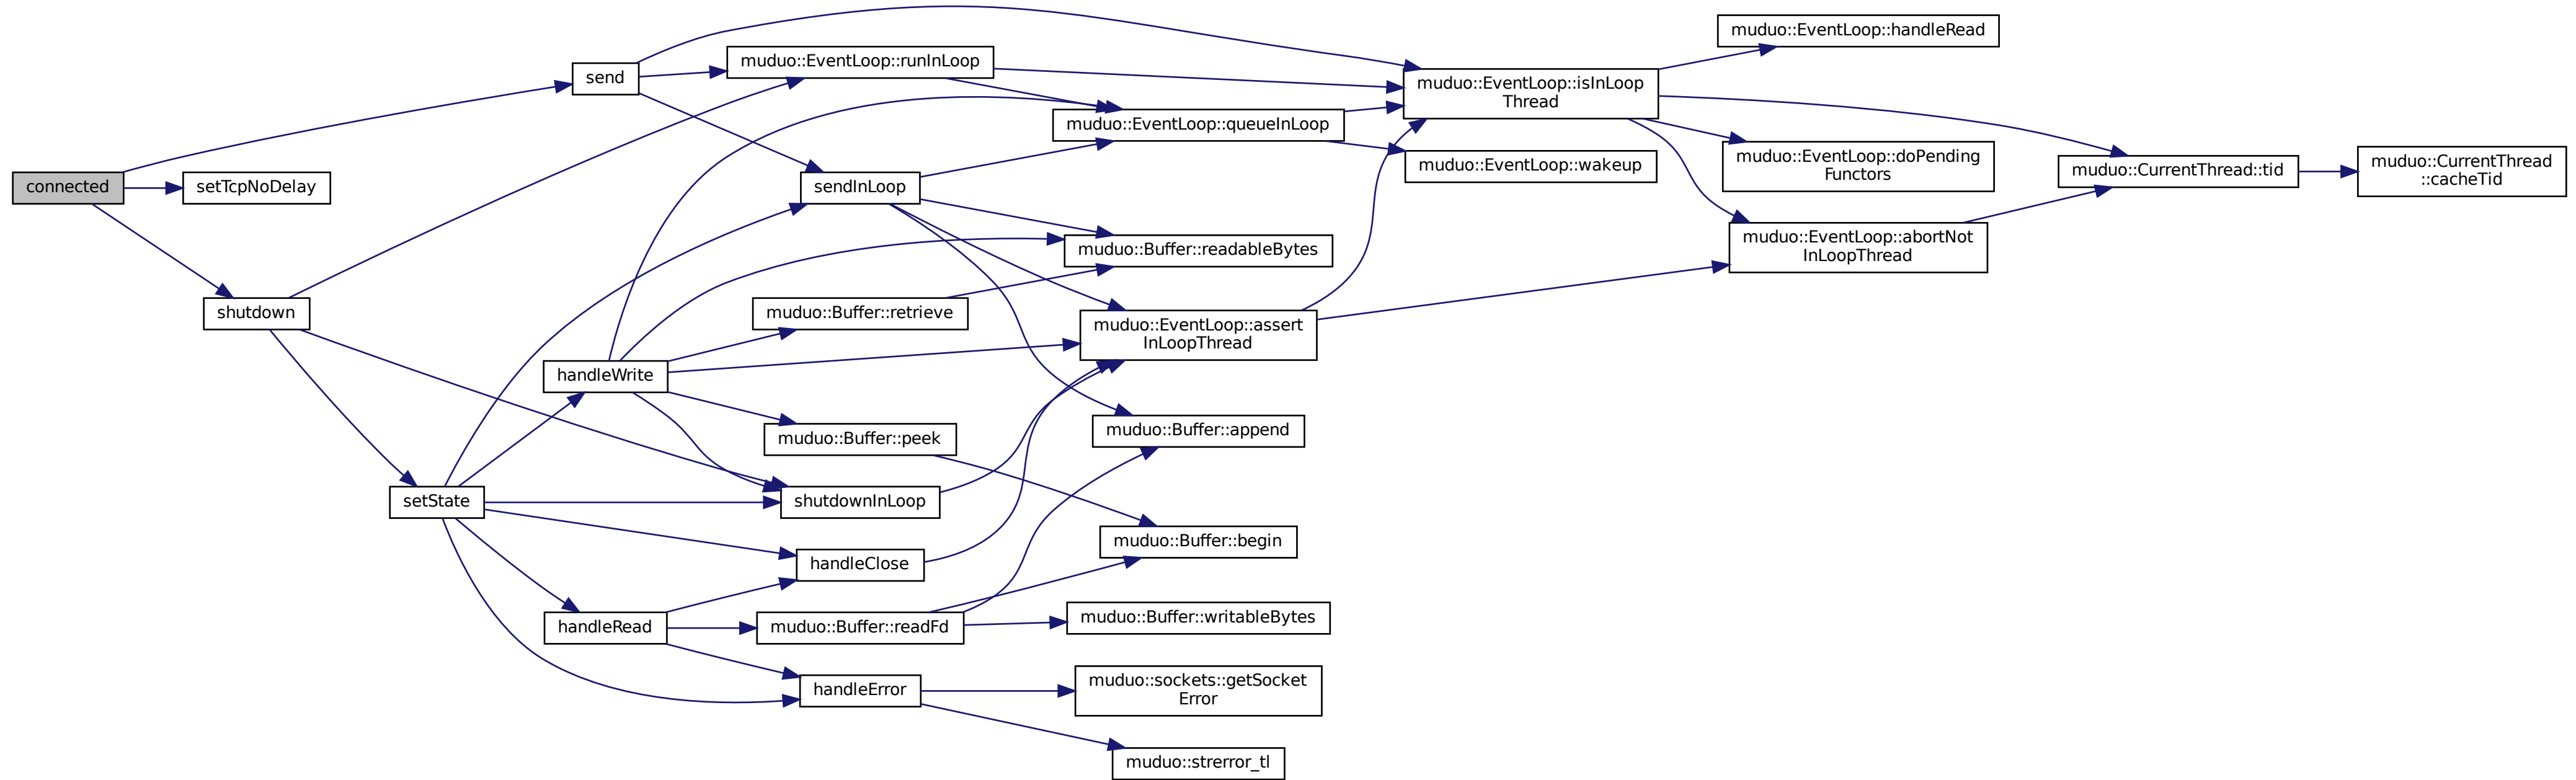 connected
send
setTcpNoDelay
shutdown
setState
muduo::EventLoop::runInLoop
sendInLoop
muduo::Buffer::retrieve
handleWrite
muduo::Buffer::peek
shutdownInLoop
handleClose
handleRead
muduo::Buffer::readFd
handleError
muduo::EventLoop::queueInLoop
muduo::Buffer::readableBytes
muduo::EventLoop::assert
InLoopThread
muduo::Buffer::append
muduo::Buffer::begin
muduo::Buffer::writableBytes
muduo::sockets::getSocket
Error
muduo::strerror_tl
muduo::EventLoop::isInLoop
Thread
muduo::EventLoop::wakeup
muduo::EventLoop::handleRead
muduo::EventLoop::doPending
Functors
muduo::EventLoop::abortNot
InLoopThread
muduo::CurrentThread::tid
muduo::CurrentThread
::cacheTid